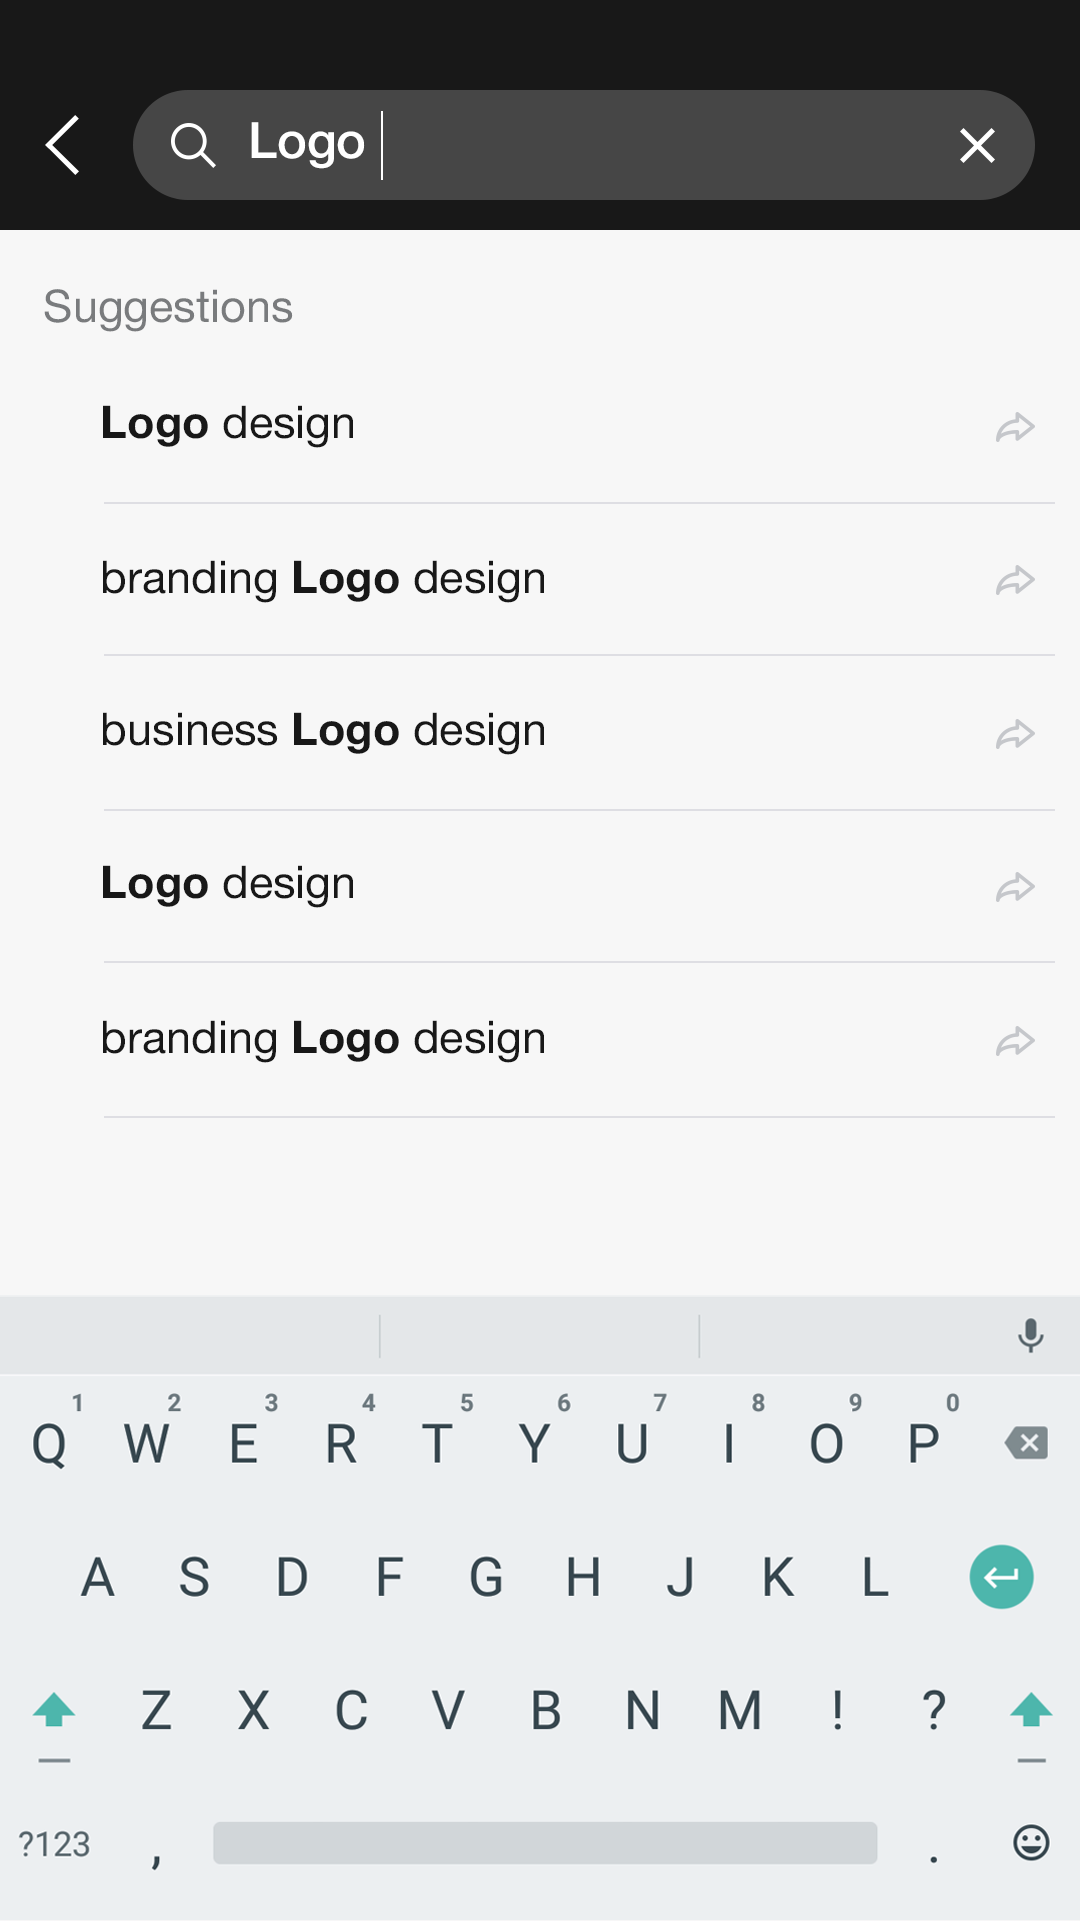 Logo
Suggestions
Logo design
branding Logo design
business Logo design
Logo design
branding Logo design
1 2 3 4 5 6 7 8 9 0
Q W E R T Y U I O P
A S D F G H J K L
Z X C V B N M ! ?
?123 , .